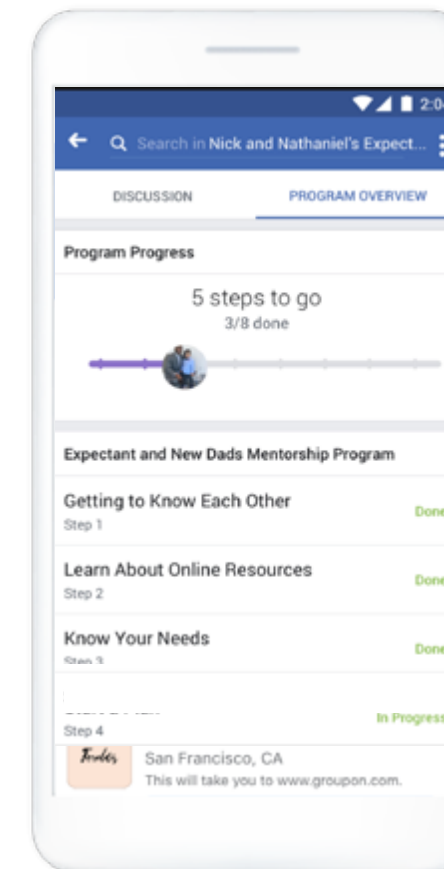 2:04
Search in Nick and Nathaniel's Expect...
DISCUSSION PROGRAM OVERVIEW
Program Progress
5 steps to go
3/8 done
Expectant and New Dads Mentorship Program
Getting to Know Each Other
Done
Step 1
Learn About Online Resources
Done
Step 2
Know Your Needs
Done
Step 3
In Progress
Step 4
San Francisco, CA
This will take you to www.groupon.com.